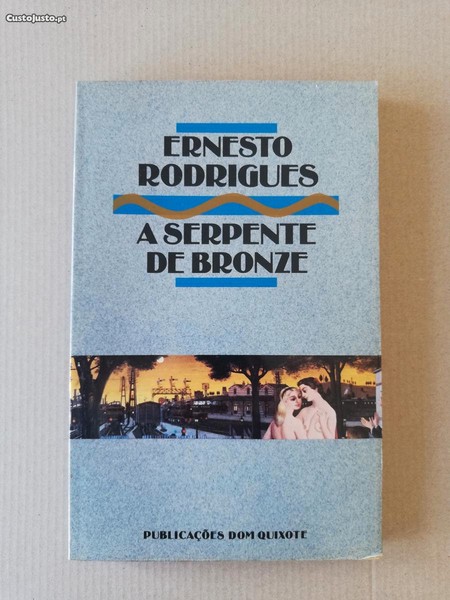 CustoJusto.pt
ERNESTO
RODRIGUES
A SERPENTE
DE BRONZE
PUBLICAÇÕES DOM QUIXOTE